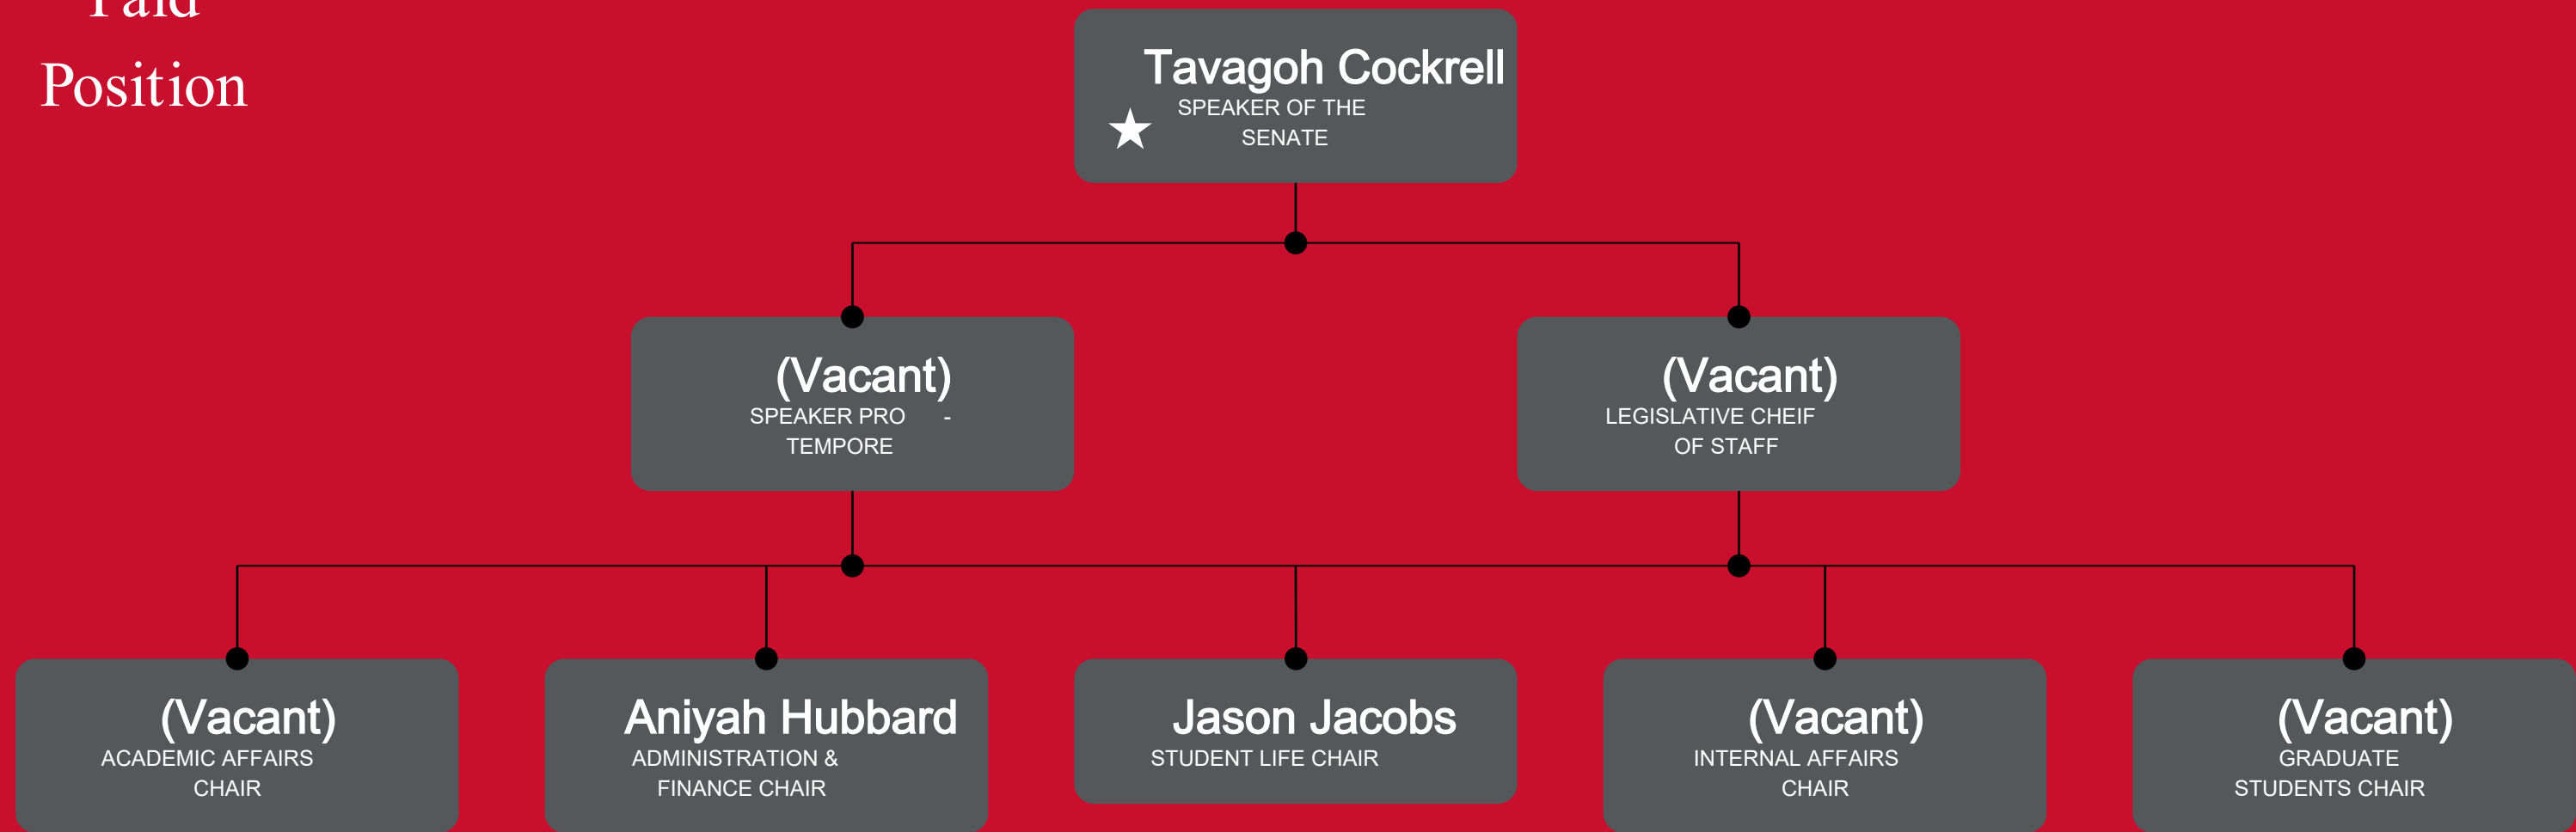 Paid
Position
Tavagoh Cockrell
SPEAKER OF THE
SENATE
(Vacant)
SPEAKER PRO -
TEMPORE
(Vacant)
LEGISLATIVE CHEIF
OF STAFF
(Vacant)
ACADEMIC AFFAIRS
CHAIR
Aniyah Hubbard
ADMINISTRATION &
FINANCE CHAIR
Jason Jacobs
STUDENT LIFE CHAIR
(Vacant)
INTERNAL AFFAIRS
CHAIR
(Vacant)
GRADUATE
STUDENTS CHAIR